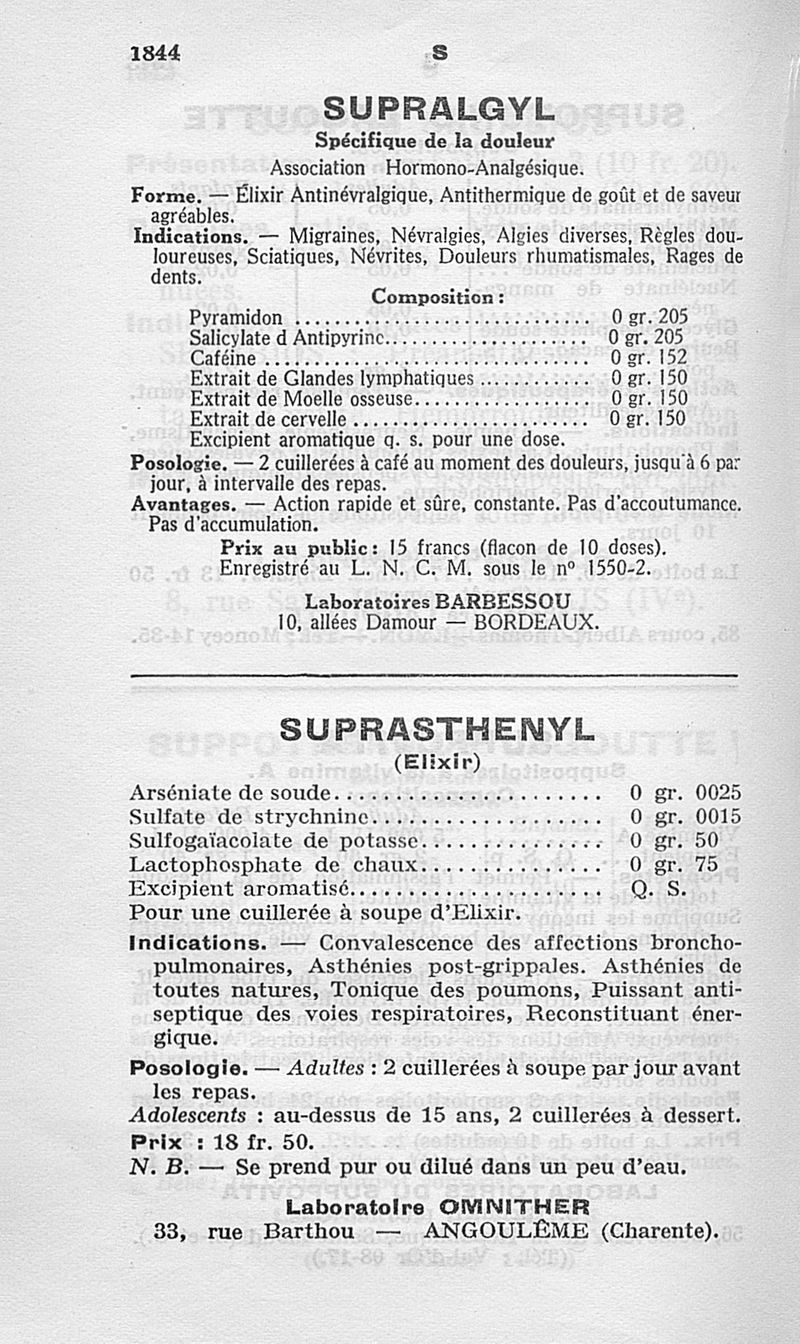 1844 S
SUPRALGYL
Spécifique de la douleur
Association Hormono-Analgésique.
Forme. — Élixir Antinévralgique, Antithermique de goût et de saveur
agréables.
Indications. — Migraines, Névralgies, Algies diverses, Règles dou-
loureuses, Sciatiques, Névrites, Douleurs rhumatismales, Rages de
dents.
Composition :
Pyramidon .............................. 0 gr. 205
Salicylate d Antipyrine..................... 0 gr. 205
Caféine ................................. 0 gr. 152
Extrait de Glandes lymphatiques ........... 0 gr. 150
Extrait de Moelle osseuse.................. 0 gr. 150
Extrait de cervelle ........................ 0 gr. 150
Excipient aromatique q. s. pour une dose.
Posologie. — 2 cuillerées à café au moment des douleurs, jusqu'à 6 par
jour, à intervalle des repas.
Avantages. — Action rapide et sûre, constante. Pas d'accoutumance.
Pas d'accumulation.
Prix au public : 15 francs (flacon de 10 doses).
Enregistré au L. N. C. M. sous le nº 1550-2.
Laboratoires BARBESSOU
10, allées Damour — BORDEAUX.
SUPRASTHENYL
(Elixir)
Arséniate de soude....................... 0 gr. 0025
Sulfate de strychnine.................... 0 gr. 0015
Sulfogaïacolate de potasse............... 0 gr. 50
Lactophosphate de chaux................ 0 gr. 75
Excipient aromatisé...................... Q. S.
Pour une cuillerée à soupe d'Elixir.
Indications. — Convalescence des affections broncho-
pulmonaires, Asthénies post-grippales. Asthénies de
toutes natures, Tonique des poumons, Puissant anti-
septique des voies respiratoires, Reconstituant éner-
gique.
Posologie. — Adultes : 2 cuillerées à soupe par jour avant
les repas.
Adolescents : au-dessus de 15 ans, 2 cuillerées à dessert.
Prix : 18 fr. 50.
N. B. — Se prend pur ou dilué dans un peu d'eau.
Laboratoire OMNITHER
33, rue Barthou — ANGOULÊME (Charente).